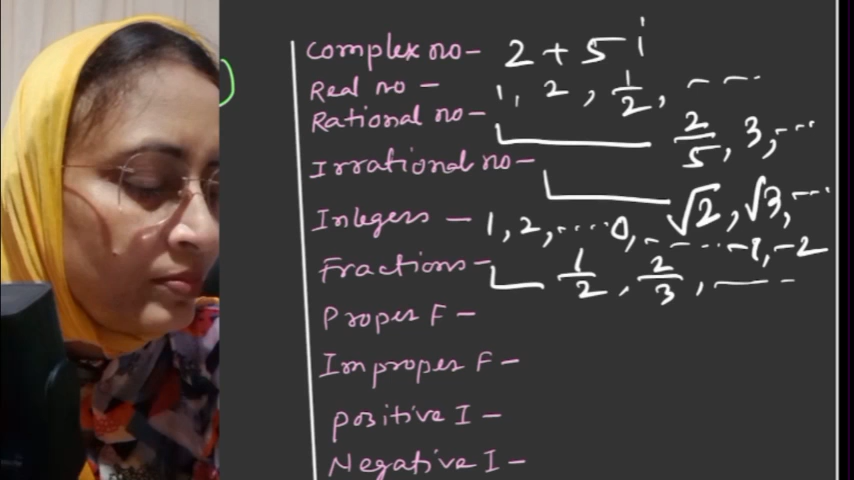 Complex no - 2 + 5i
Real no - 1, 2, 1/2, - - - -
Rational no - 2/5, 3, ...
Irrational no - √2, √3, ...
Integers - 1, 2, ..... 0, - - - - - -1, -2
Fractions - 1/2, 2/3, - - -
Proper F -
Improper F -
Positive I -
Negative I -